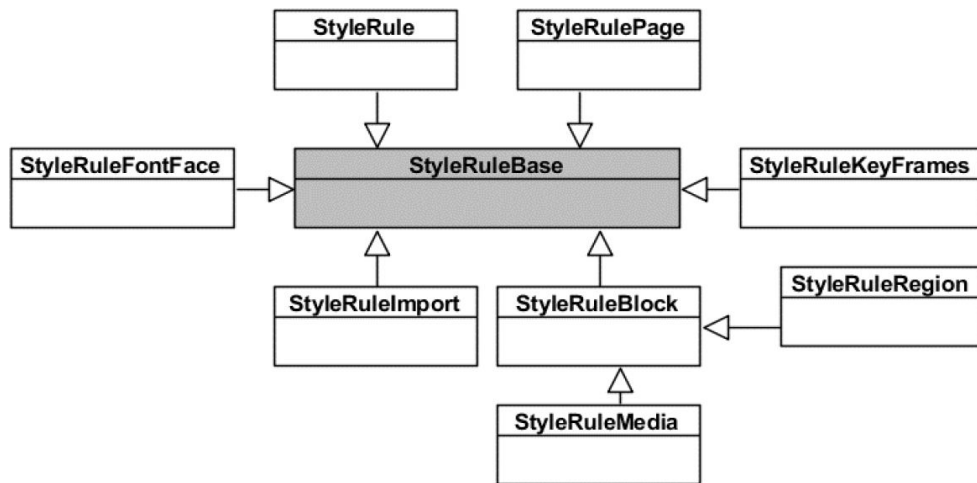 StyleRule
StyleRulePage
StyleRuleFontFace
StyleRuleBase
StyleRuleKeyFrames
StyleRuleImport
StyleRuleBlock
StyleRuleRegion
StyleRuleMedia